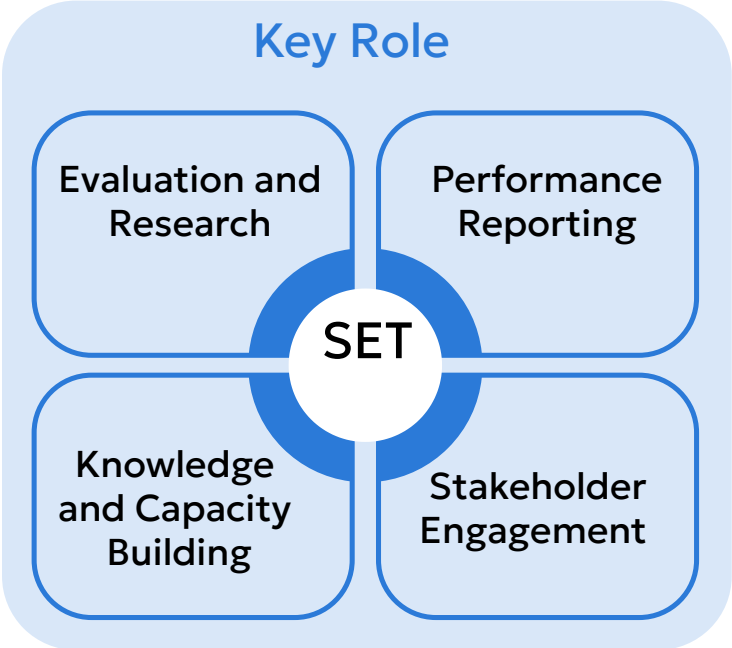 Key Role
Evaluation and
Research
Performance
Reporting
SET
Knowledge
and Capacity
Building
Stakeholder
Engagement